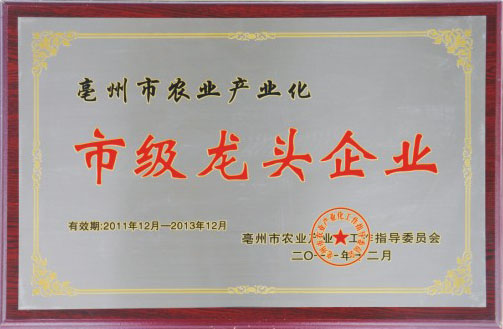 亳州市农业产业化
市级龙头企业
有效期:2011年12月—2013年12月
亳州市农业产业化工作指导委员会
二〇一一年十二月